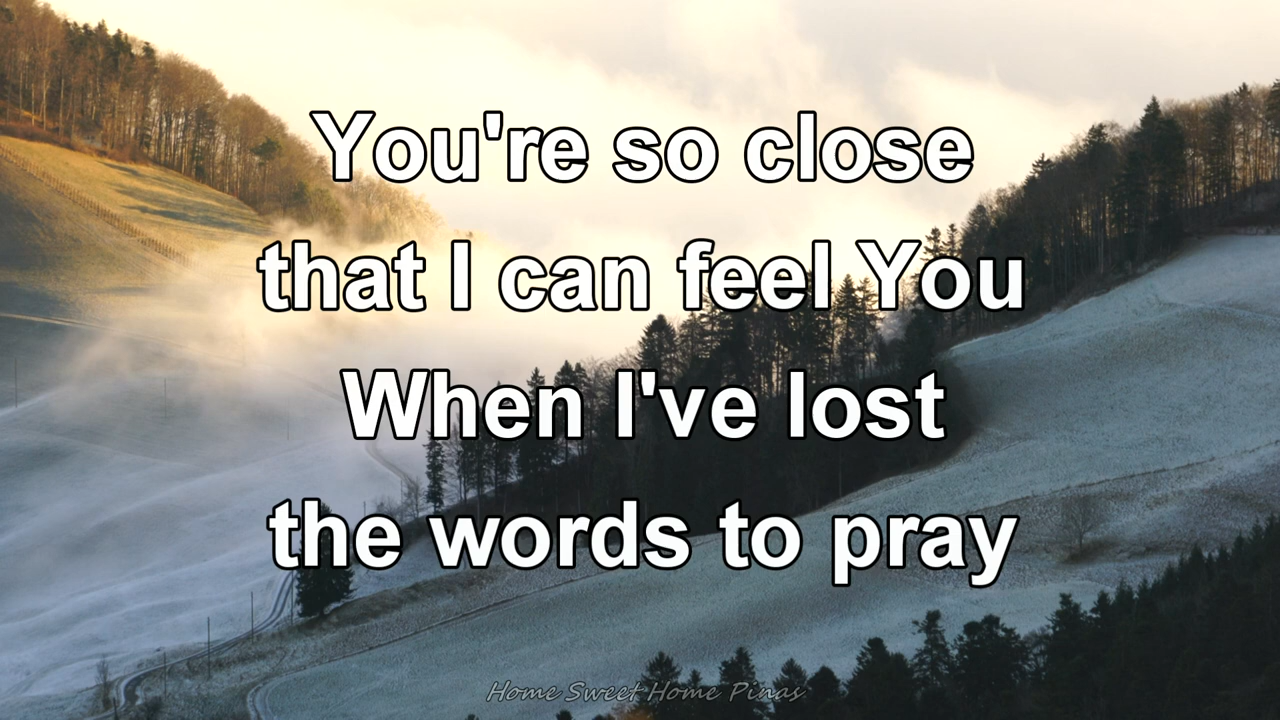 You're so close
that I can feel You
When I've lost
the words to pray
Home Sweet Home Pinas